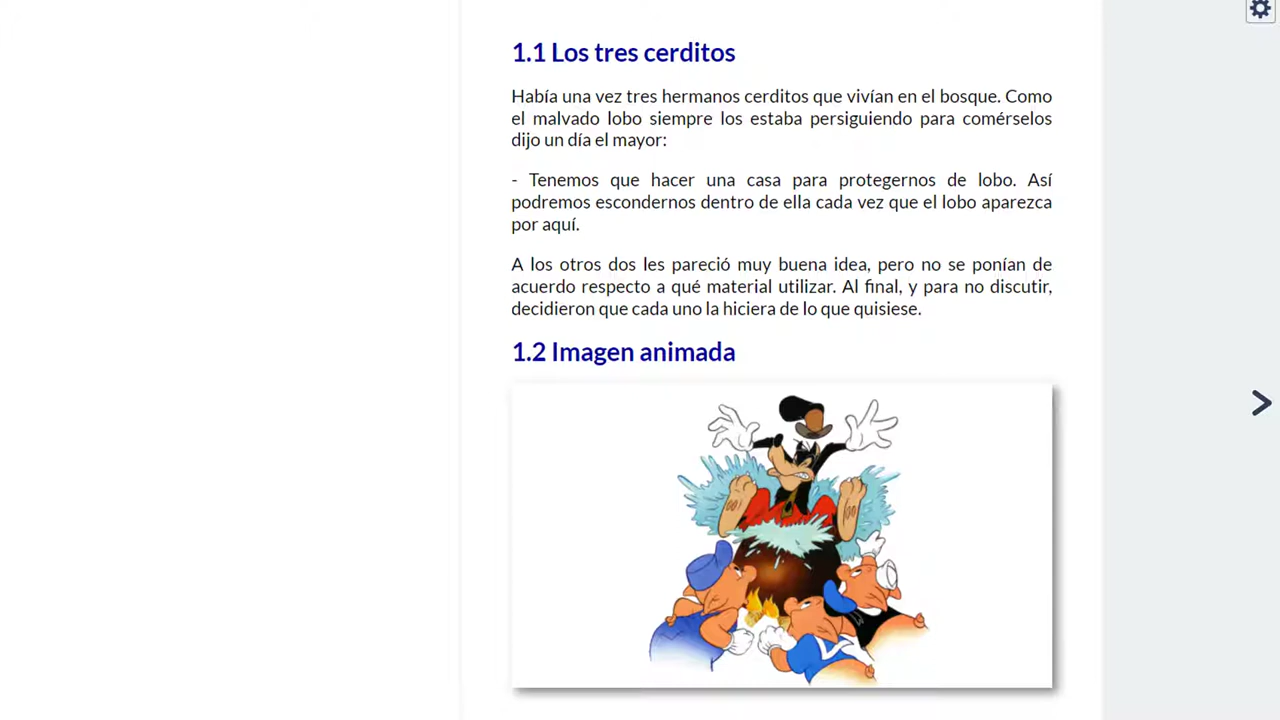 1.1 Los tres cerditos
Había una vez tres hermanos cerditos que vivían en el bosque. Como
el malvado lobo siempre los estaba persiguiendo para comérselos
dijo un día el mayor:
- Tenemos que hacer una casa para protegernos de lobo. Así
podremos escondernos dentro de ella cada vez que el lobo aparezca
por aquí.
A los otros dos les pareció muy buena idea, pero no se ponían de
acuerdo respecto a qué material utilizar. Al final, y para no discutir,
decidieron que cada uno la hiciera de lo que quisiese.
1.2 Imagen animada